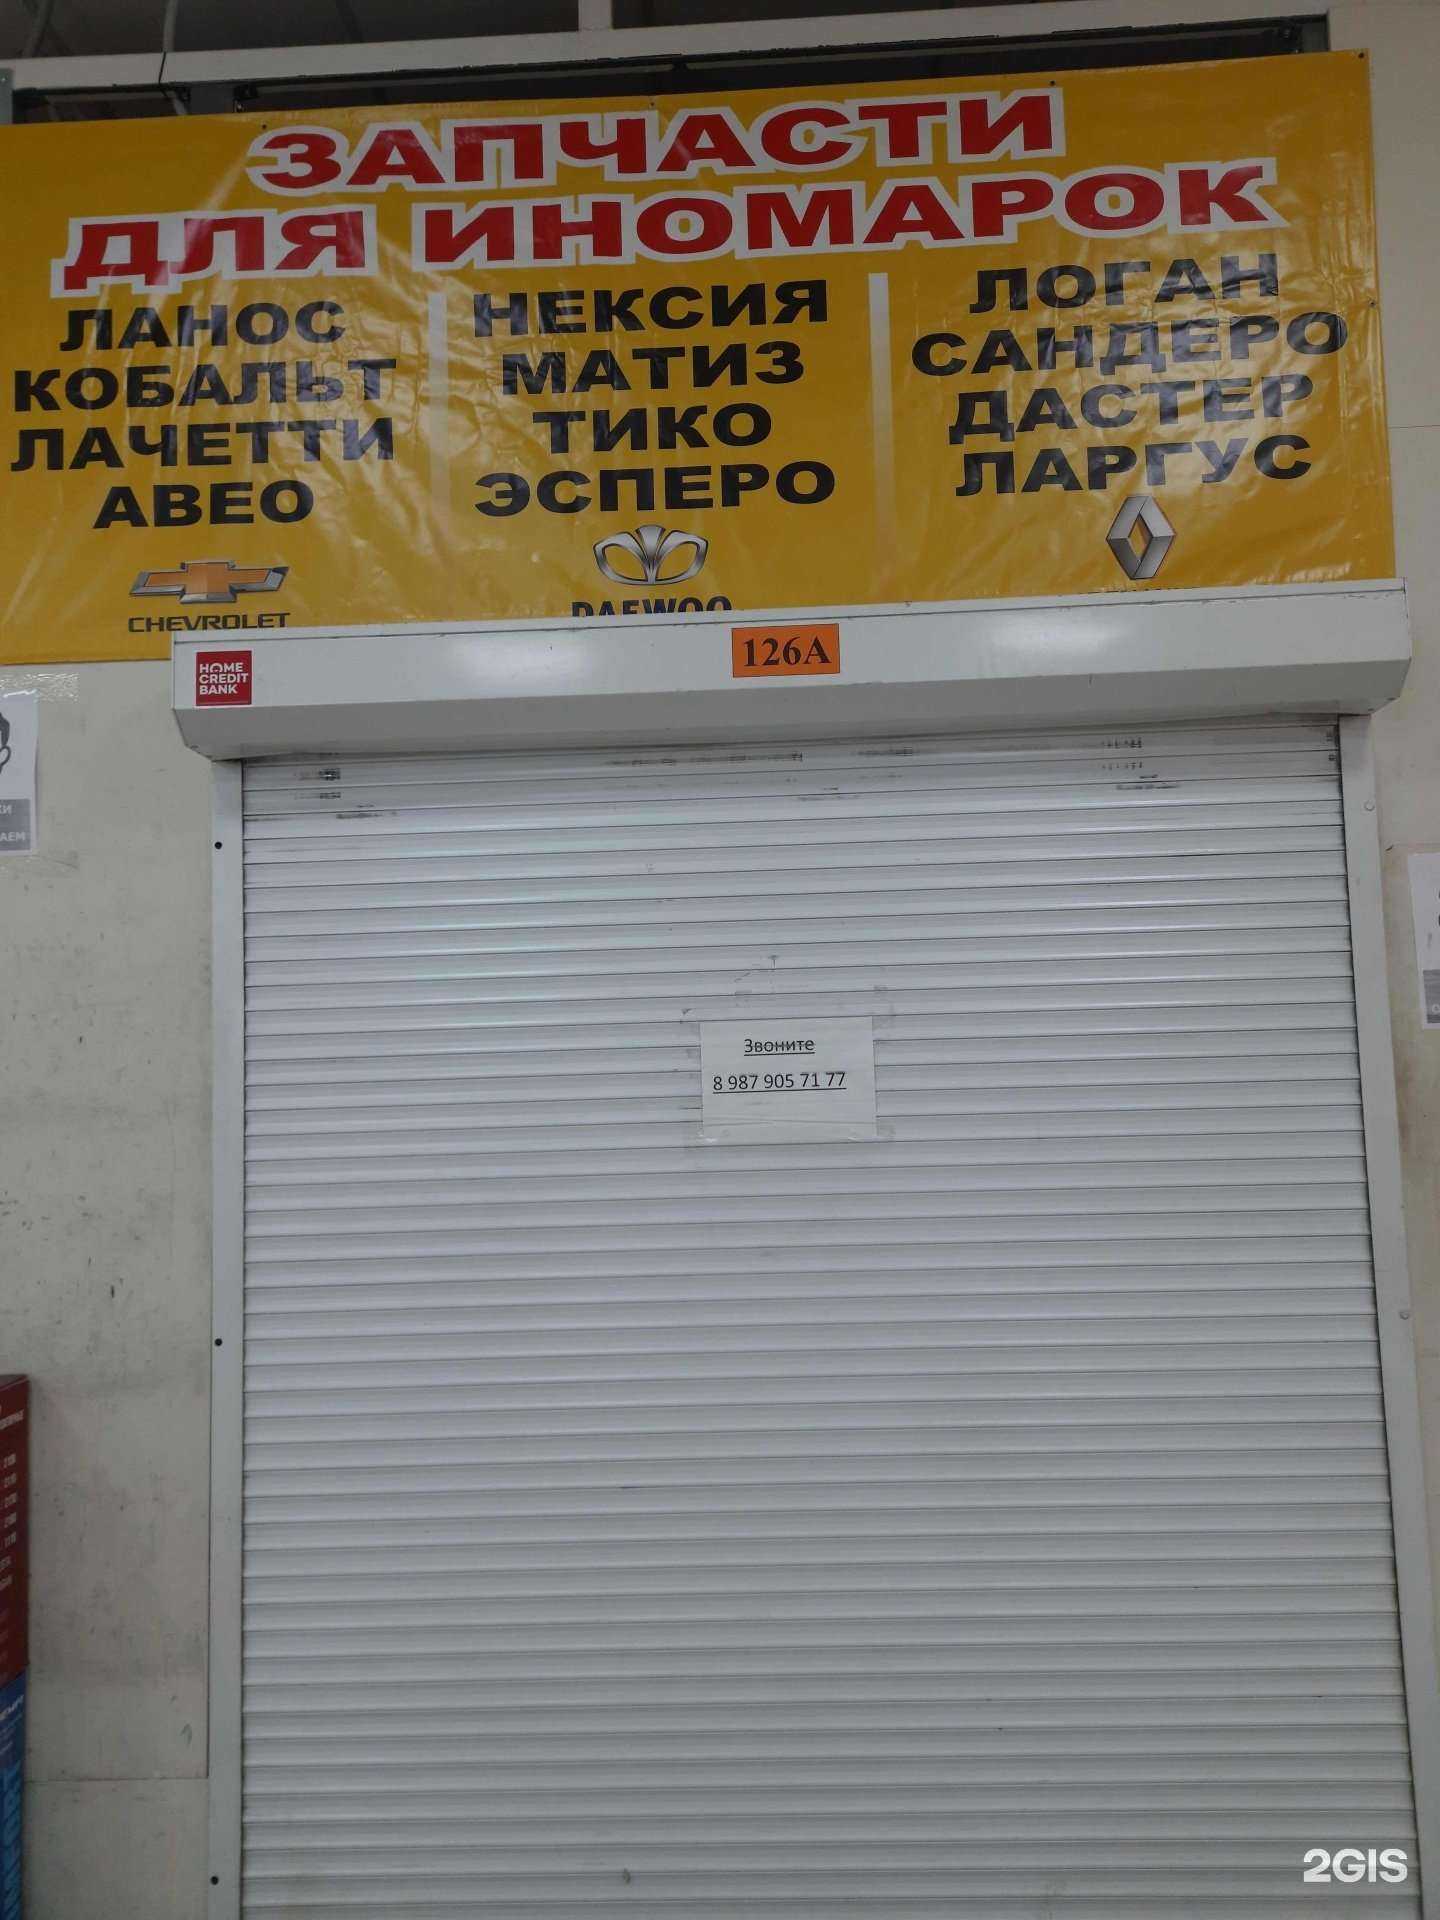 ЗАПЧАСТИ
ДЛЯ ИНОМАРОК
ЛАНОС
КОБАЛЬТ
ЛАЧЕТТИ
АВЕО
CHEVROLET
НЕКСИЯ
МАТИЗ
ТИКО
ЭСПЕРО
DAEWOO
ЛОГАН
САНДЕРО
ДАСТЕР
ЛАРГУС
HOME
CREDIT
BANK
126А
Звоните
8 987 905 71 77
2GIS